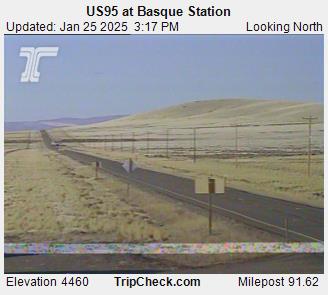 US95 at Basque Station
Updated: Jan 25 2025 3:17 PM Looking North
Elevation 4460 TripCheck.com Milepost 91.62